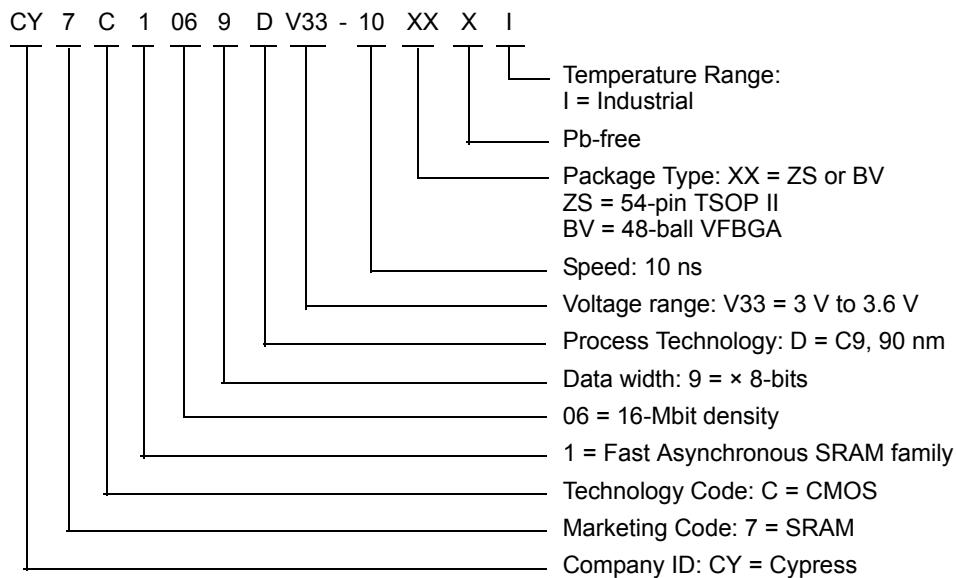 CY 7 C 1 06 9 D V33 - 10 XX X I
Temperature Range:
I = Industrial
Pb-free
Package Type: XX = ZS or BV
ZS = 54-pin TSOP II
BV = 48-ball VFBGA
Speed: 10 ns
Voltage range: V33 = 3 V to 3.6 V
Process Technology: D = C9, 90 nm
Data width: 9 = × 8-bits
06 = 16-Mbit density
1 = Fast Asynchronous SRAM family
Technology Code: C = CMOS
Marketing Code: 7 = SRAM
Company ID: CY = Cypress